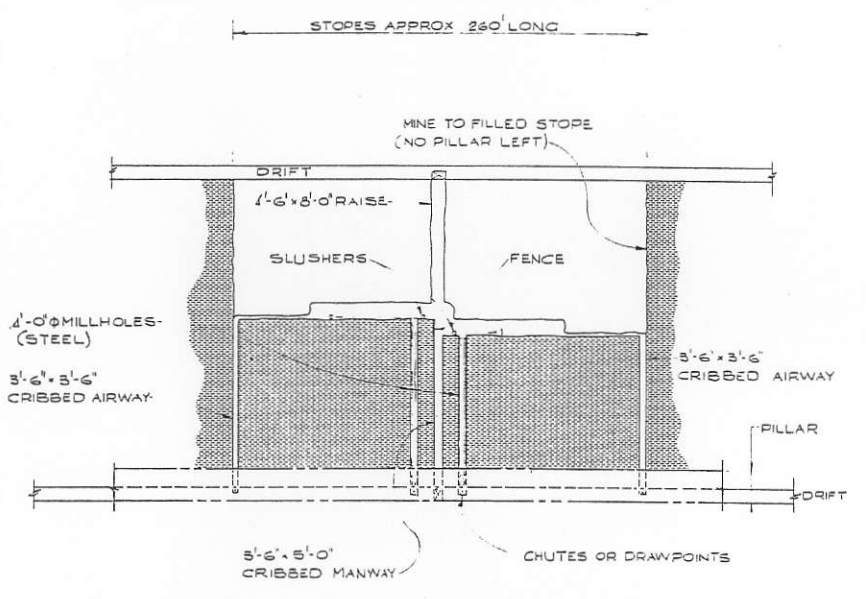 STOPES APPROX 260' LONG
MINE TO FILLED STOPE
(NO PILLAR LEFT)
DRIFT
4'-6" x 8'-0" RAISE
SLUSHERS
FENCE
4'-0" Φ MILLHOLES
(STEEL)
3'-6" x 3'-6"
CRIBBED AIRWAY
3'-6" x 3'-6"
CRIBBED AIRWAY
PILLAR
DRIFT
3'-6" x 5'-0"
CRIBBED MANWAY
CHUTES OR DRAWPOINTS